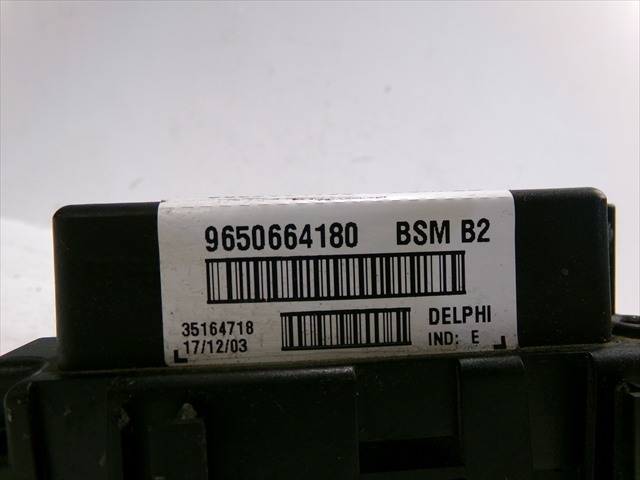 9650664180 BSM B2
35164718 DELPHI
17/12/03 IND: E